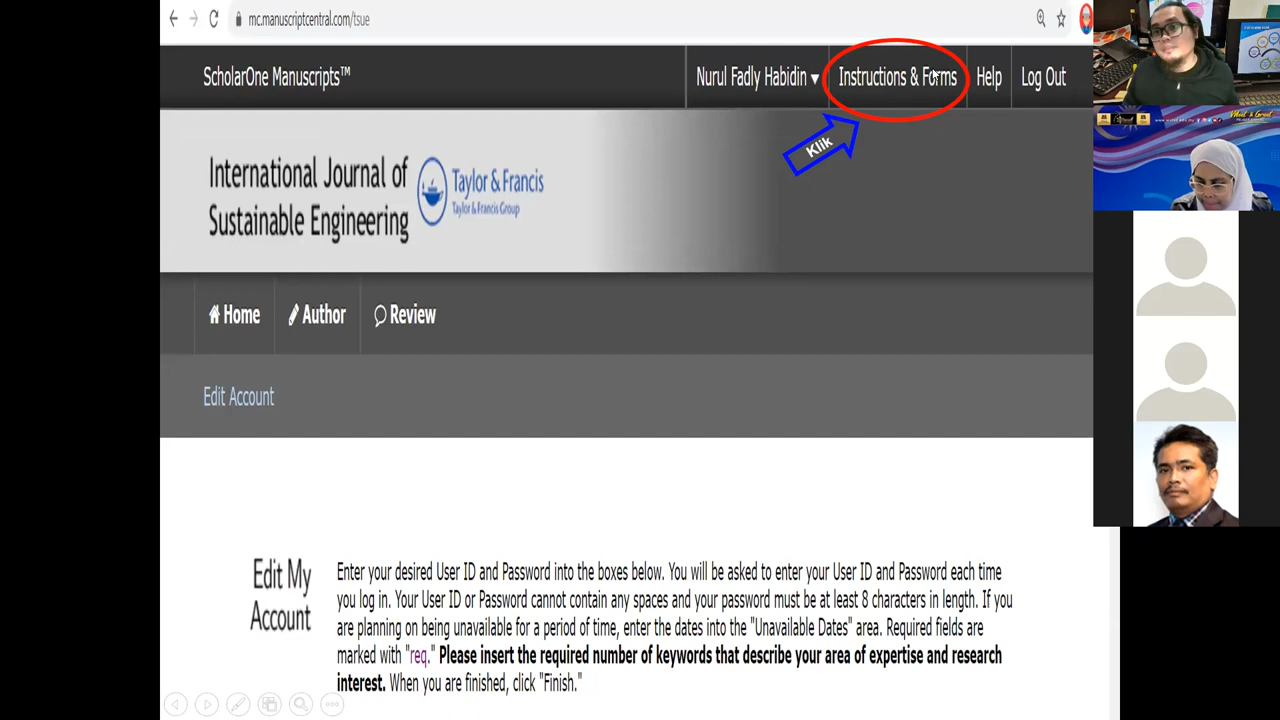 mc.manuscriptcentral.com/tsue
ScholarOne Manuscripts™
Nurul Fadly Habidin
Instructions & Forms
Help
Log Out
Klik
International Journal of
Sustainable Engineering
Taylor & Francis
Taylor & Francis Group
Home
Author
Review
Edit Account
Edit My
Account
Enter your desired User ID and Password into the boxes below. You will be asked to enter your User ID and Password each time
you log in. Your User ID or Password cannot contain any spaces and your password must be at least 8 characters in length. If you
are planning on being unavailable for a period of time, enter the dates into the "Unavailable Dates" area. Required fields are
marked with "req." Please insert the required number of keywords that describe your area of expertise and research
interest. When you are finished, click "Finish."